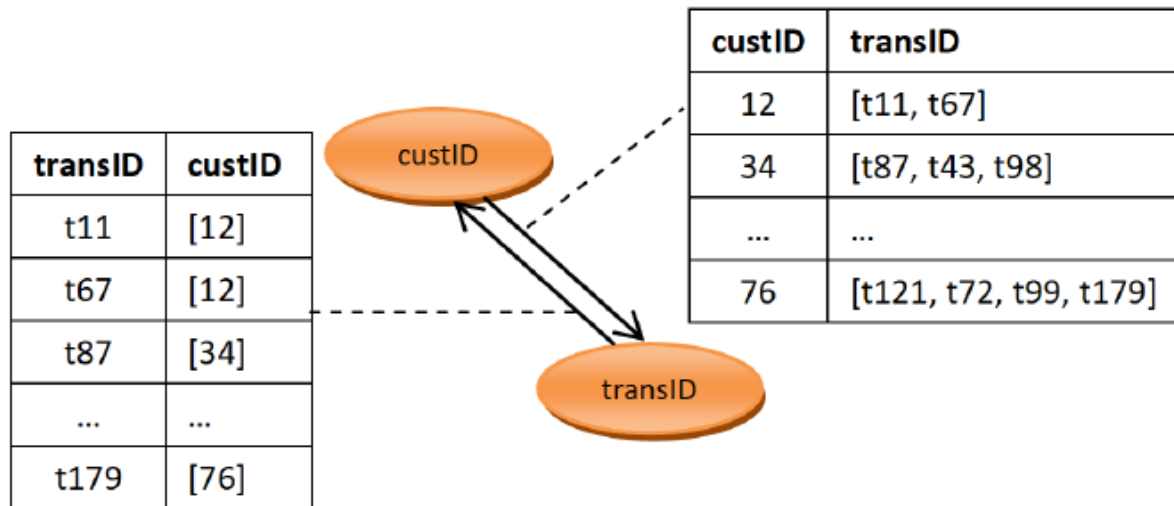 transID custID
t11 [12]
t67 [12]
t87 [34]
... ...
t179 [76]
custID
transID
custID transID
12 [t11, t67]
34 [t87, t43, t98]
... ...
76 [t121, t72, t99, t179]